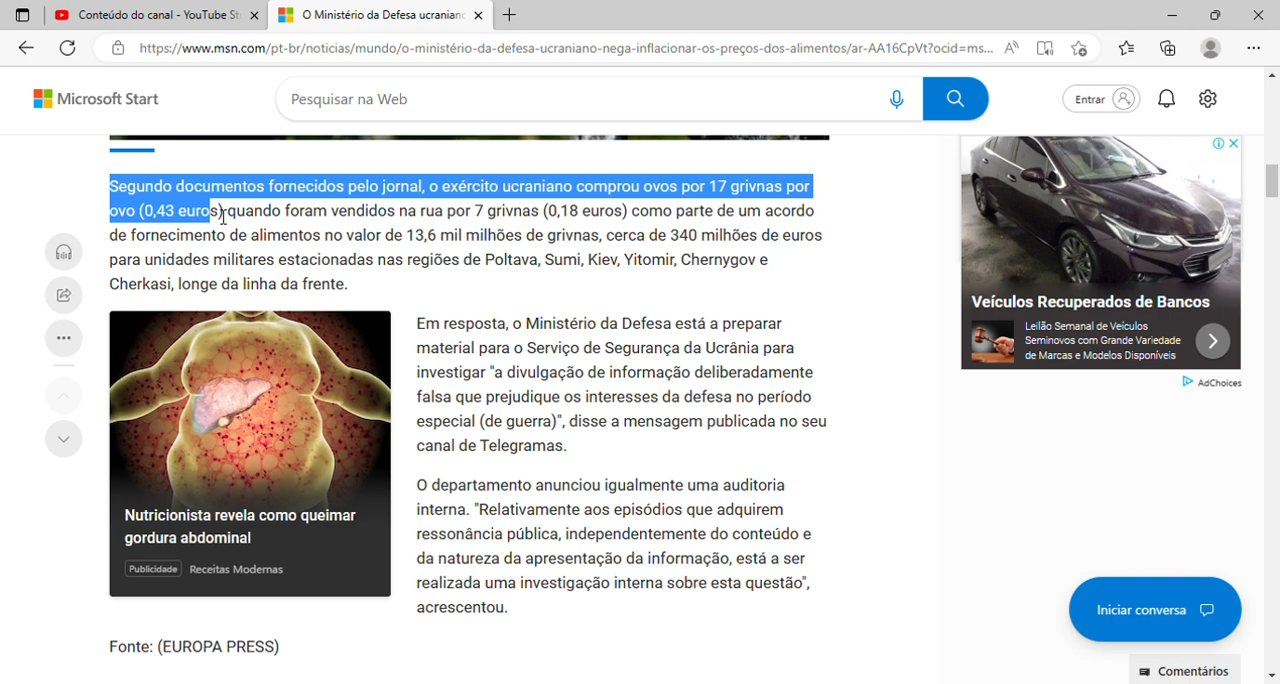 Conteúdo do canal - YouTube St
O Ministério da Defesa ucraniano
https://www.msn.com/pt-br/noticias/mundo/o-ministério-da-defesa-ucraniano-nega-inflacionar-os-preços-dos-alimentos/ar-AA16CpVt?ocid=ms...
Microsoft Start
Pesquisar na Web
Entrar
Segundo documentos fornecidos pelo jornal, o exército ucraniano comprou ovos por 17 grivnas por
ovo (0,43 euros) quando foram vendidos na rua por 7 grivnas (0,18 euros) como parte de um acordo
de fornecimento de alimentos no valor de 13,6 mil milhões de grivnas, cerca de 340 milhões de euros
para unidades militares estacionadas nas regiões de Poltava, Sumi, Kiev, Yitomir, Chernygov e
Cherkasi, longe da linha da frente.
Em resposta, o Ministério da Defesa está a preparar
material para o Serviço de Segurança da Ucrânia para
investigar "a divulgação de informação deliberadamente
falsa que prejudique os interesses da defesa no período
especial (de guerra)", disse a mensagem publicada no seu
canal de Telegramas.
O departamento anunciou igualmente uma auditoria
interna. "Relativamente aos episódios que adquirem
ressonância pública, independentemente do conteúdo e
da natureza da apresentação da informação, está a ser
realizada uma investigação interna sobre esta questão",
acrescentou.
Nutricionista revela como queimar
gordura abdominal
Publicidade Receitas Modernas
Fonte: (EUROPA PRESS)
Veículos Recuperados de Bancos
Leilão Semanal de Veículos
Seminovos com Grande Variedade
de Marcas e Modelos Disponíveis
AdChoices
Iniciar conversa
Comentários